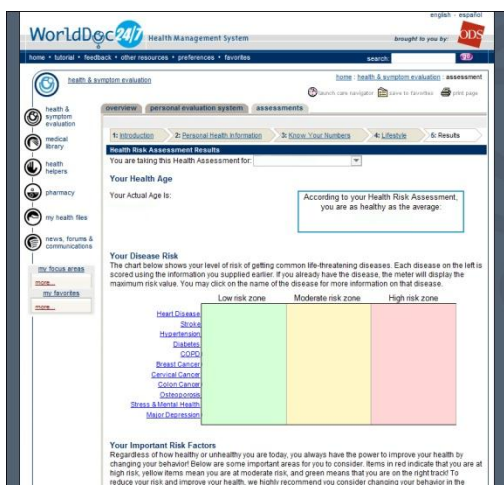 english - español
WorldDoc 24/7 Health Management System
brought to you by: ODS
home • tutorial • feedback • other resources • preferences • favorites
search:
health & symptom evaluation
home : health & symptom evaluation : assessment
launch care navigator save to favorites print page
health & symptom evaluation
medical library
health helpers
pharmacy
my health files
news, forums & communications
my focus areas
more...
my favorites
more...
overview personal evaluation system assessments
1: Introduction 2: Personal Health Information 3: Know Your Numbers 4: Lifestyle 5: Results
Health Risk Assessment Results
You are taking this Health Assessment for:
Your Health Age
Your Actual Age Is:
According to your Health Risk Assessment,
you are as healthy as the average:
Your Disease Risk
The chart below shows your level of risk of getting common life-threatening diseases. Each disease on the left is
scored using the information you supplied earlier. If you already have the disease, the meter will display the
maximum risk value. You may click on the name of the disease for more information on that disease.
Low risk zone Moderate risk zone High risk zone
Heart Disease
Stroke
Hypertension
Diabetes
COPD
Breast Cancer
Cervical Cancer
Colon Cancer
Osteoporosis
Stress & Mental Health
Major Depression
Your Important Risk Factors
Regardless of how healthy or unhealthy you are today, you always have the power to improve your health by
changing your behavior! Below are some important areas for you to consider. Items in red indicate that you are at
high risk, yellow items mean you are at moderate risk, and green means that you are on the right track! To
reduce your risk and improve your health, we highly recommend you consider changing your behavior in the